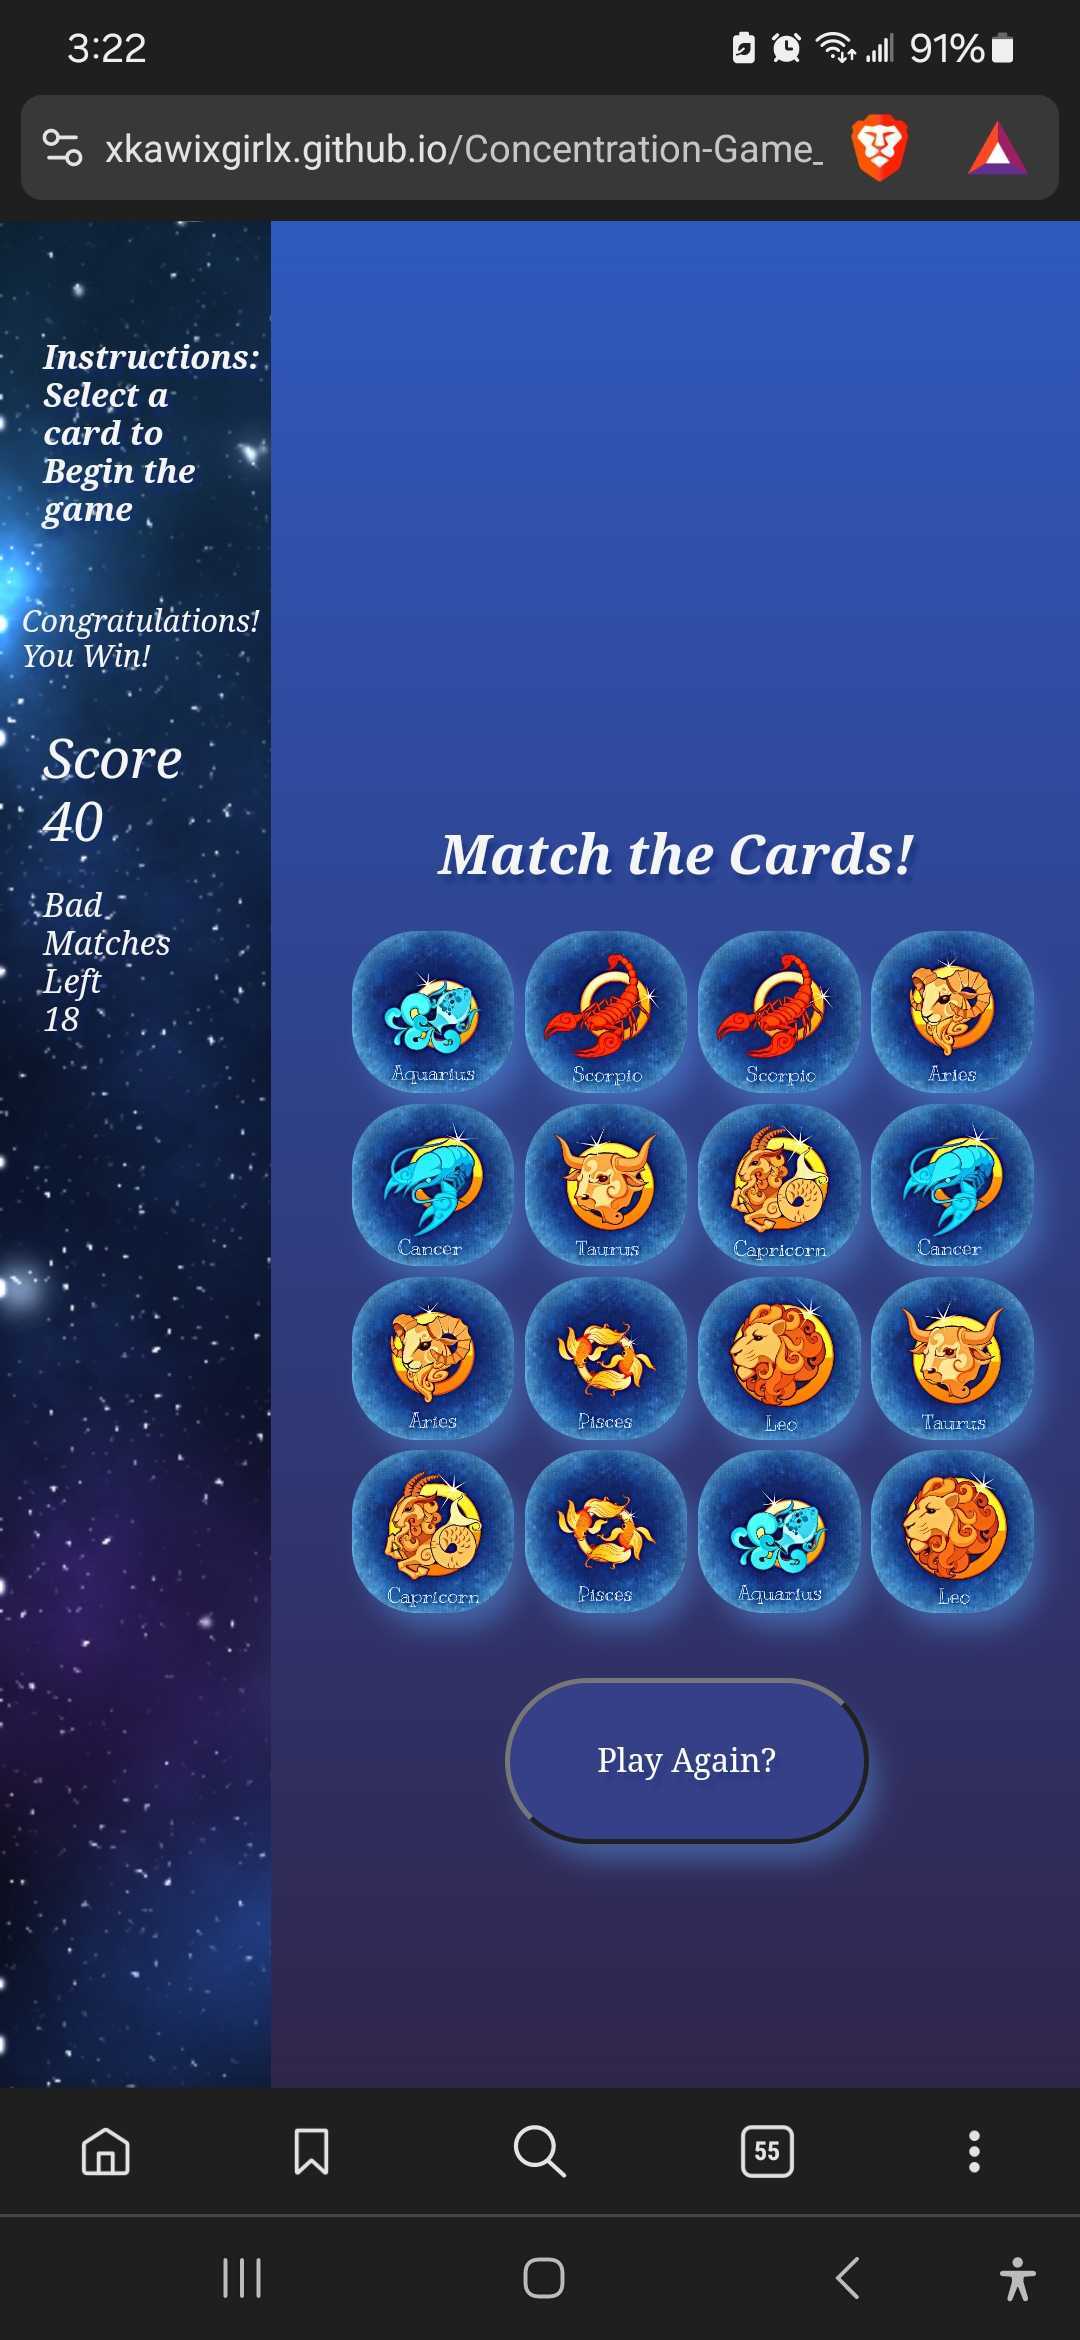 3:22
91%
xkawixgirlx.github.io/Concentration-Game_
Instructions:
Select a
card to
Begin the
game
Congratulations!
You Win!
Score
40
Bad
Matches
Left
18
Match the Cards!
Aquarius Scorpio Scorpio Aries
Cancer Taurus Capricorn Cancer
Aries Pisces Leo Taurus
Capricorn Pisces Aquarius Leo
Play Again?
55